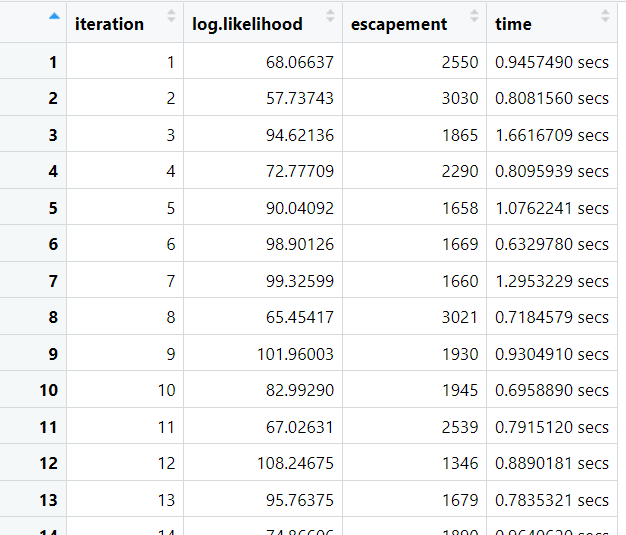 iteration log.likelihood escapement time
1 1 68.06637 2550 0.9457490 secs
2 2 57.73743 3030 0.8081560 secs
3 3 94.62136 1865 1.6616709 secs
4 4 72.77709 2290 0.8095939 secs
5 5 90.04092 1658 1.0762241 secs
6 6 98.90126 1669 0.6329780 secs
7 7 99.32599 1660 1.2953229 secs
8 8 65.45417 3021 0.7184579 secs
9 9 101.96003 1930 0.9304910 secs
10 10 82.99290 1945 0.6958890 secs
11 11 67.02631 2539 0.7915120 secs
12 12 108.24675 1346 0.8890181 secs
13 13 95.76375 1679 0.7835321 secs
14 14